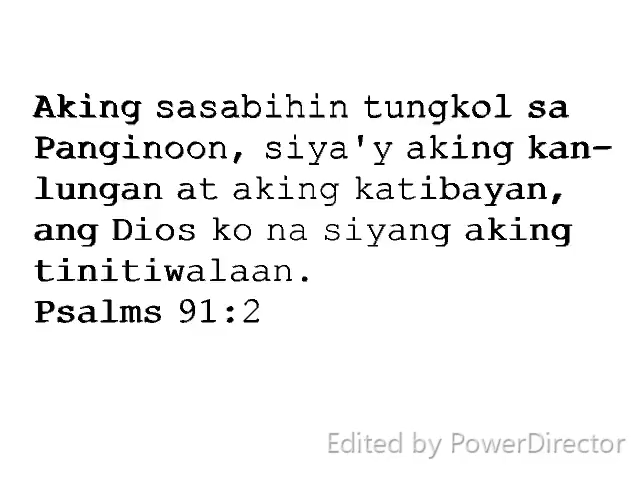 Aking sasabihin tungkol sa
Panginoon, siya'y aking kan-
lungan at aking katibayan,
ang Dios ko na siyang aking
tinitiwalaan.
Psalms 91:2
Edited by PowerDirector